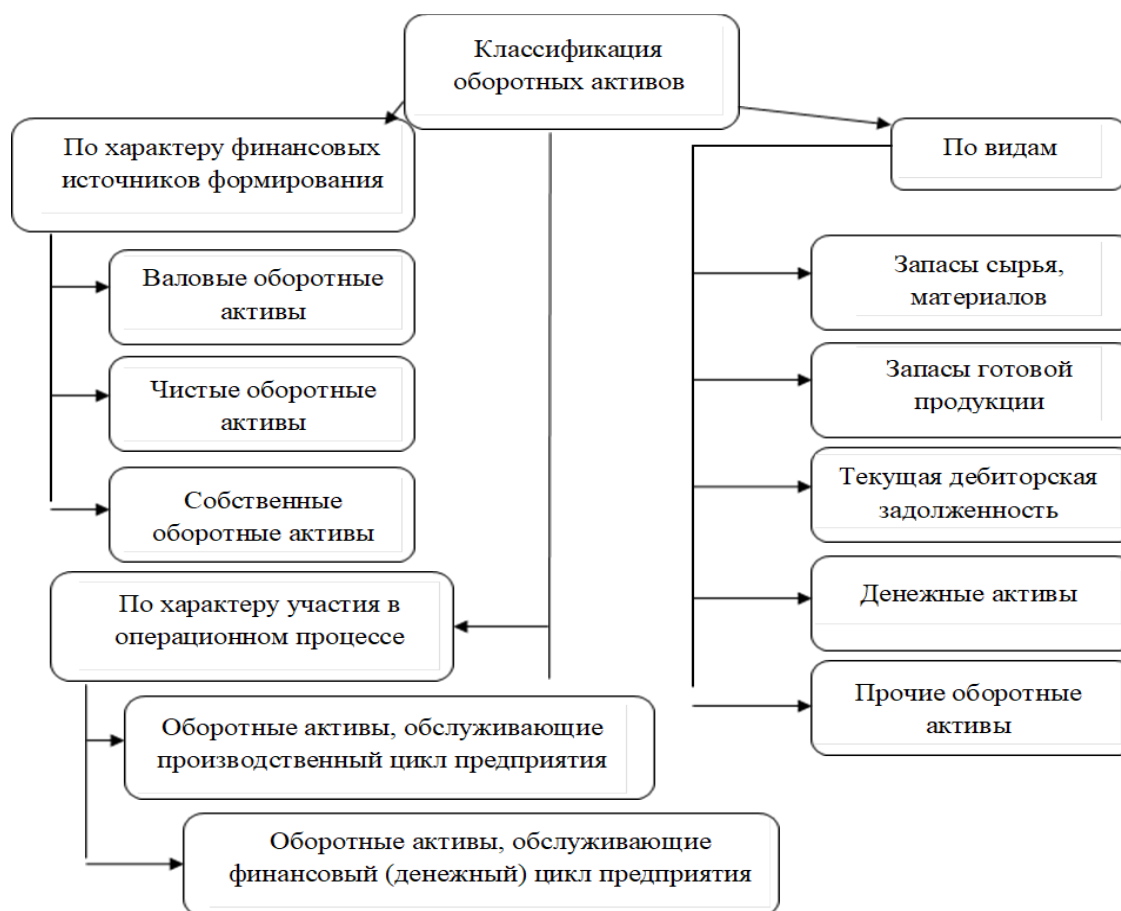 Классификация
оборотных активов
По характеру финансовых
источников формирования
Валовые оборотные
активы
Чистые оборотные
активы
Собственные
оборотные активы
По характеру участия в
операционном процессе
Оборотные активы, обслуживающие
производственный цикл предприятия
Оборотные активы, обслуживающие
финансовый (денежный) цикл предприятия
По видам
Запасы сырья,
материалов
Запасы готовой
продукции
Текущая дебиторская
задолженность
Денежные активы
Прочие оборотные
активы